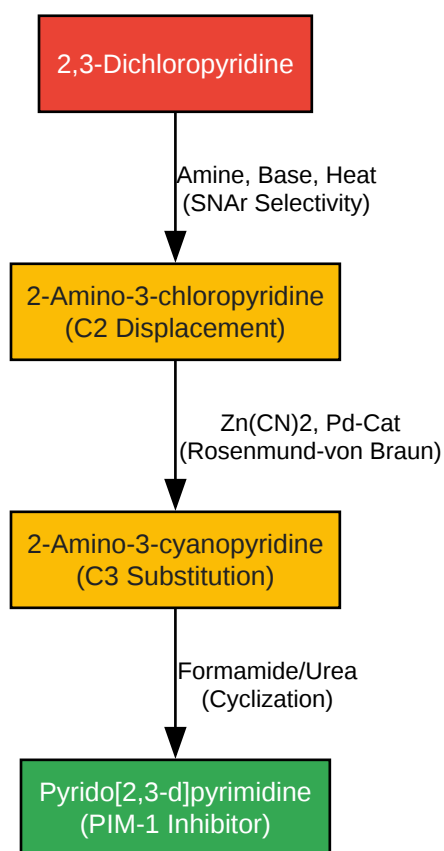 2,3-Dichloropyridine
Amine, Base, Heat
(SNAr Selectivity)
2-Amino-3-chloropyridine
(C2 Displacement)
Zn(CN)2, Pd-Cat
(Rosenmund-von Braun)
2-Amino-3-cyanopyridine
(C3 Substitution)
Formamide/Urea
(Cyclization)
Pyrido[2,3-d]pyrimidine
(PIM-1 Inhibitor)